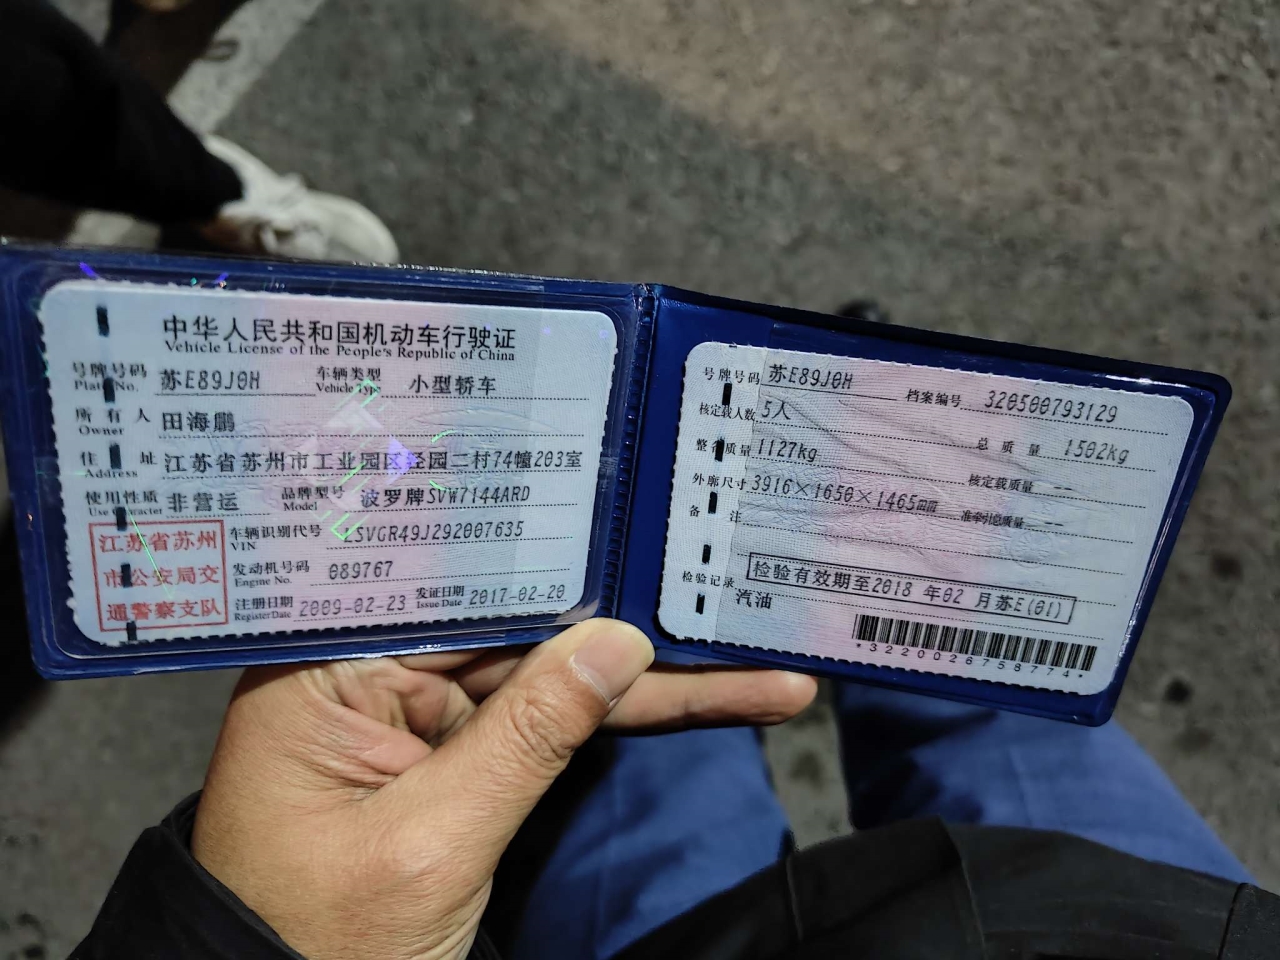 中华人民共和国机动车行驶证
Vehicle License of the People's Republic of China
号牌号码 苏E89J0H 车辆类型 小型轿车
Plate No. Vehicle Type
所有人 田海鹏
Owner
住址 江苏省苏州市工业园区泾园二村74幢203室
Address
使用性质 非营运 品牌型号 波罗牌SVW7144ARD
Use Character Model
江苏省苏州
市公安局交
通警察支队
车辆识别代号 LSVGR49J292007635
VIN
发动机号码 089767
Engine No.
注册日期 2009-02-23 发证日期 2017-02-20
Register Date Issue Date
号牌号码 苏E89J0H 档案编号 320500793129
核定载人数 5人 总质量 1502kg
整备质量 1127kg 核定载质量 --
外廓尺寸 3916×1650×1465mm 准牵引总质量 --
备注
检验有效期至2018 年02 月苏E(01)
检验记录
汽油
*3220026758774*